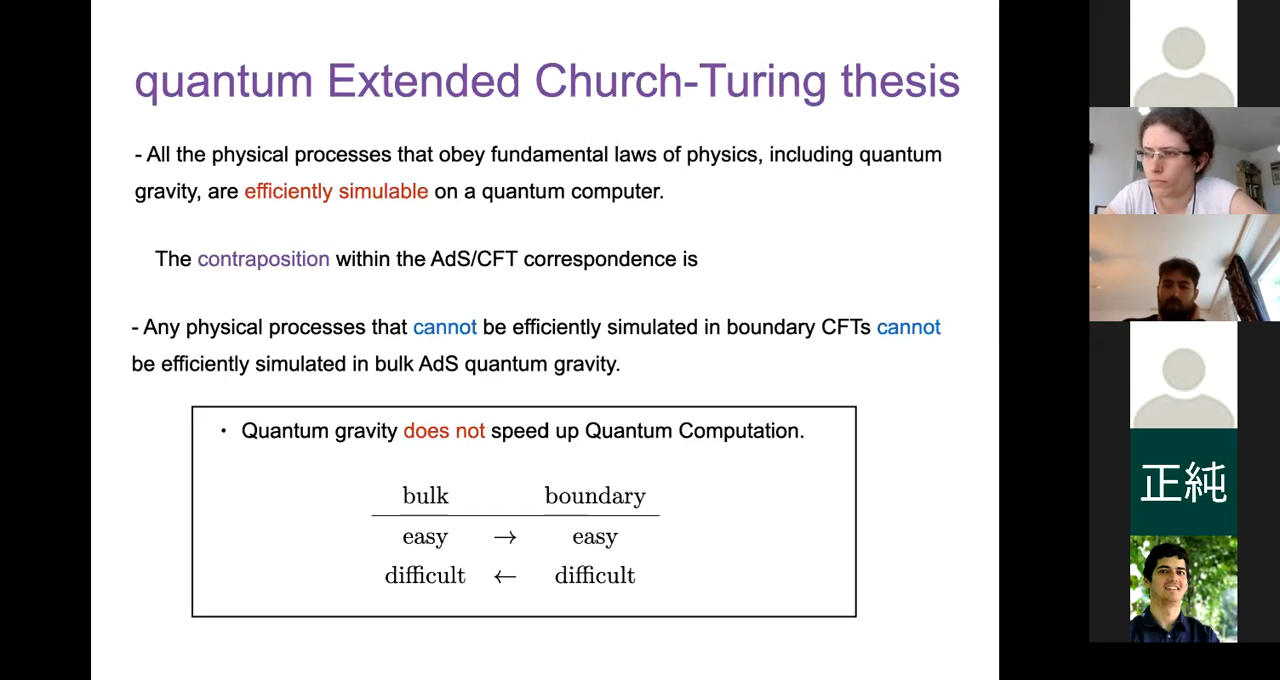 quantum Extended Church-Turing thesis
- All the physical processes that obey fundamental laws of physics, including quantum
gravity, are efficiently simulable on a quantum computer.
The contraposition within the AdS/CFT correspondence is
- Any physical processes that cannot be efficiently simulated in boundary CFTs cannot
be efficiently simulated in bulk AdS quantum gravity.
・ Quantum gravity does not speed up Quantum Computation.
bulk boundary
easy → easy
difficult ← difficult
正純